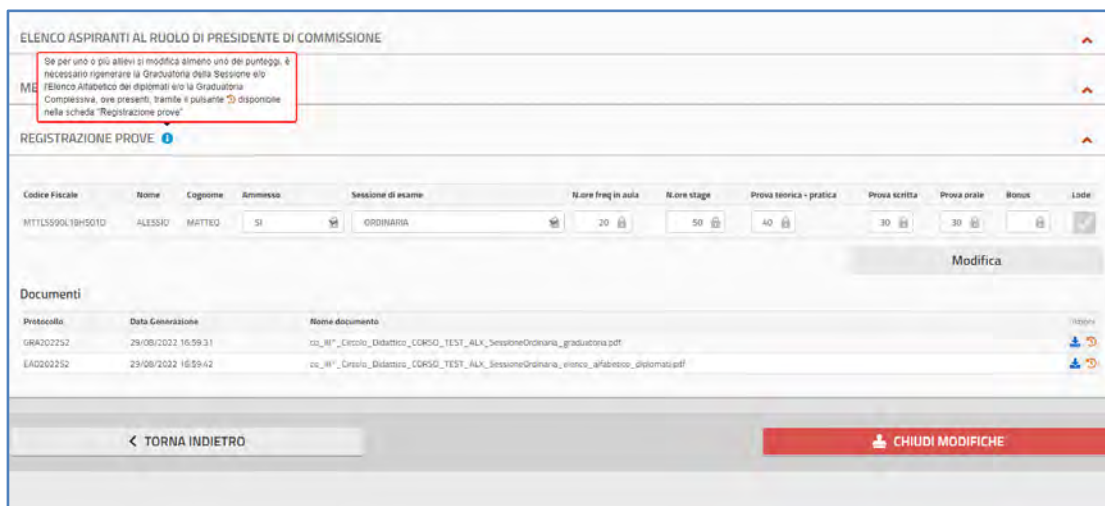 ELENCO ASPIRANTI AL RUOLO DI PRESIDENTE DI COMMISSIONE
Se per uno o più allievi si modifica almeno uno dei punteggi, è
necessario rigenerare la Graduatoria della Sessione e/o
l'Elenco Alfabetico dei diplomati e/o la Graduatoria
Complessiva, ove presenti, tramite il pulsante disponibile
nella scheda "Registrazione prove"
ME
REGISTRAZIONE PROVE
Codice Fiscale Nome Cognome Ammesso Sessione di esame N.ore freq in aula N.ore stage Prova teorica - pratica Prova scritta Prova orale Bonus Lode
ALESSIO MATTEO SI ORDINARIA 20 50 40 30 30
Modifica
Documenti
Protocollo Data Generazione Nome documento
GRA202252 29/08/2022 16:59:31 co_III°_Circolo_Didattico_CORSO_TEST_ALX_SessioneOrdinaria_graduatoria.pdf
EAD202252 29/08/2022 16:59:42 co_III°_Circolo_Didattico_CORSO_TEST_ALX_SessioneOrdinaria_elenco_alfabetico_diplomati.pdf
TORNA INDIETRO
CHIUDI MODIFICHE